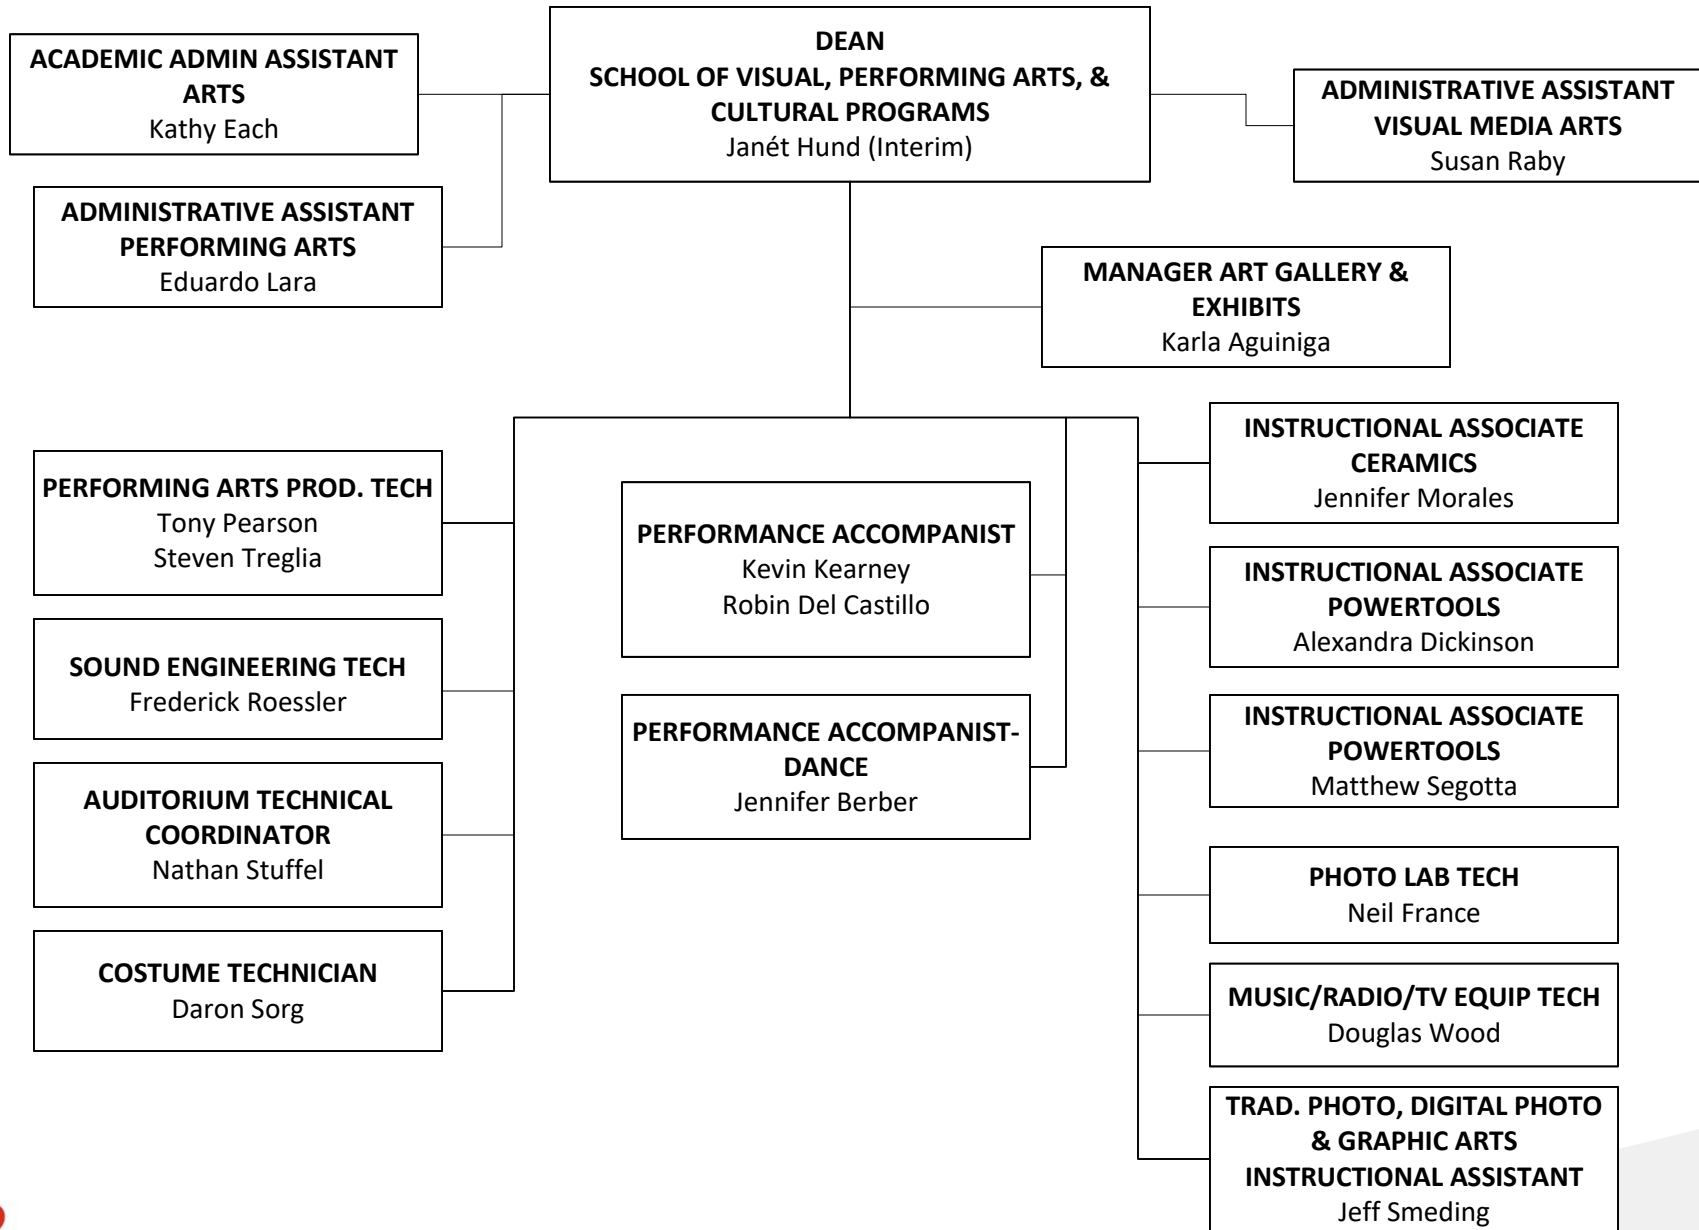 ACADEMIC ADMIN ASSISTANT
ARTS
Kathy Each
DEAN
SCHOOL OF VISUAL, PERFORMING ARTS, &
CULTURAL PROGRAMS
Janét Hund (Interim)
ADMINISTRATIVE ASSISTANT
VISUAL MEDIA ARTS
Susan Raby
ADMINISTRATIVE ASSISTANT
PERFORMING ARTS
Eduardo Lara
MANAGER ART GALLERY &
EXHIBITS
Karla Aguiniga
PERFORMING ARTS PROD. TECH
Tony Pearson
Steven Treglia
SOUND ENGINEERING TECH
Frederick Roessler
AUDITORIUM TECHNICAL
COORDINATOR
Nathan Stuffel
COSTUME TECHNICIAN
Daron Sorg
PERFORMANCE ACCOMPANIST
Kevin Kearney
Robin Del Castillo
PERFORMANCE ACCOMPANIST-
DANCE
Jennifer Berber
INSTRUCTIONAL ASSOCIATE
CERAMICS
Jennifer Morales
INSTRUCTIONAL ASSOCIATE
POWERTOOLS
Alexandra Dickinson
INSTRUCTIONAL ASSOCIATE
POWERTOOLS
Matthew Segotta
PHOTO LAB TECH
Neil France
MUSIC/RADIO/TV EQUIP TECH
Douglas Wood
TRAD. PHOTO, DIGITAL PHOTO
& GRAPHIC ARTS
INSTRUCTIONAL ASSISTANT
Jeff Smeding